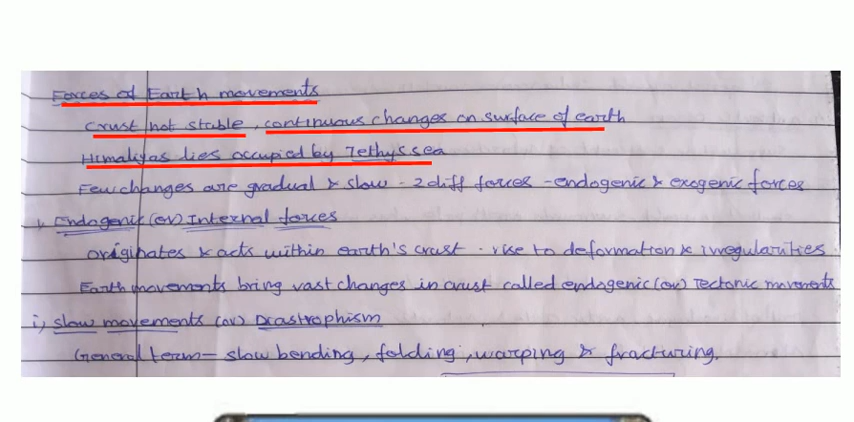 Forces of Earth movements
Crust not stable, continuous changes on surface of earth
Himaliyas lies occupied by Tethys sea
Few changes are gradual & slow - 2 diff forces - endogenic & exogenic forces
1, Endogenic (or) Internal forces
originates & acts within earth's crust - rise to deformation & irregularities
Earth movements bring vast changes in crust called endogenic (or) Tectonic movements
i) Slow movements (or) Diastrophism
General term - slow bending, folding, warping & fracturing.